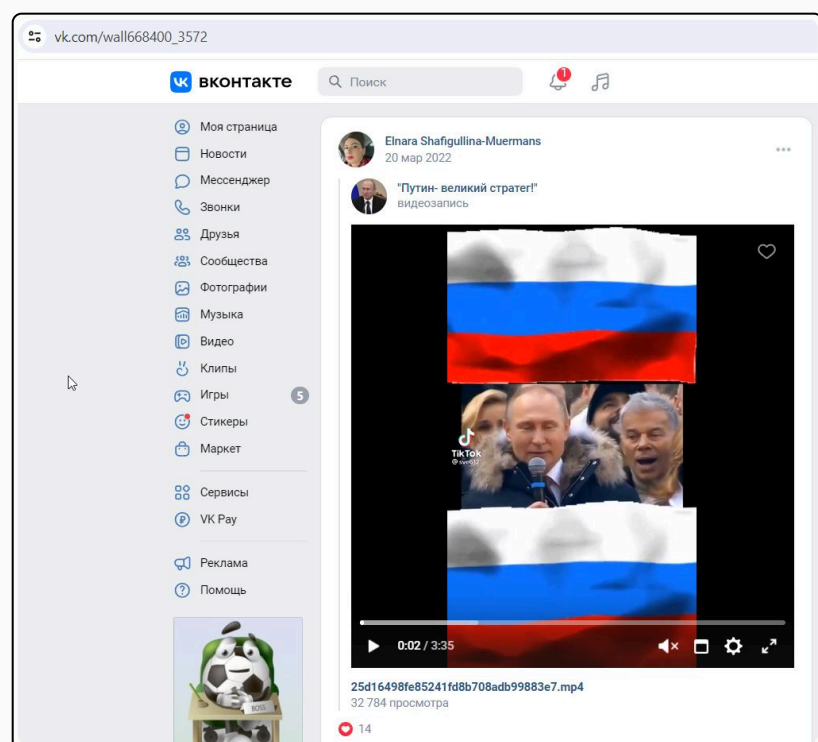 vk.com/wall668400_3572
вконтакте
Поиск
1
Моя страница
Новости
Мессенджер
Звонки
Друзья
Сообщества
Фотографии
Музыка
Видео
Клипы
Игры
5
Стикеры
Маркет
Сервисы
VK Pay
Реклама
Помощь
BOSS
Elnara Shafigullina-Muermans
20 мар 2022
"Путин- великий стратег!"
видеозапись
TikTok
0:02 / 3:35
25d16498fe85241fd8b708adb99883e7.mp4
32 784 просмотра
14